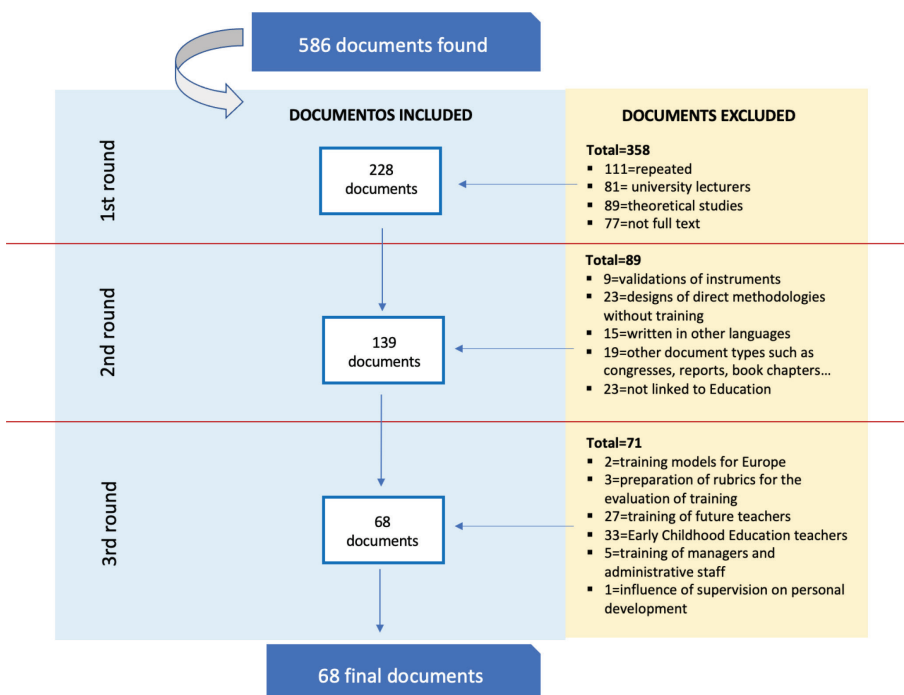 586 documents found
DOCUMENTOS INCLUDED
DOCUMENTS EXCLUDED
1st round
228
documents
Total=358
▪ 111=repeated
▪ 81= university lecturers
▪ 89=theoretical studies
▪ 77=not full text
2nd round
139
documents
Total=89
▪ 9=validations of instruments
▪ 23=designs of direct methodologies
without training
▪ 15=written in other languages
▪ 19=other document types such as
congresses, reports, book chapters...
▪ 23=not linked to Education
3rd round
68
documents
Total=71
▪ 2=training models for Europe
▪ 3=preparation of rubrics for the
evaluation of training
▪ 27=training of future teachers
▪ 33=Early Childhood Education teachers
▪ 5=training of managers and
administrative staff
▪ 1=influence of supervision on personal
development
68 final documents